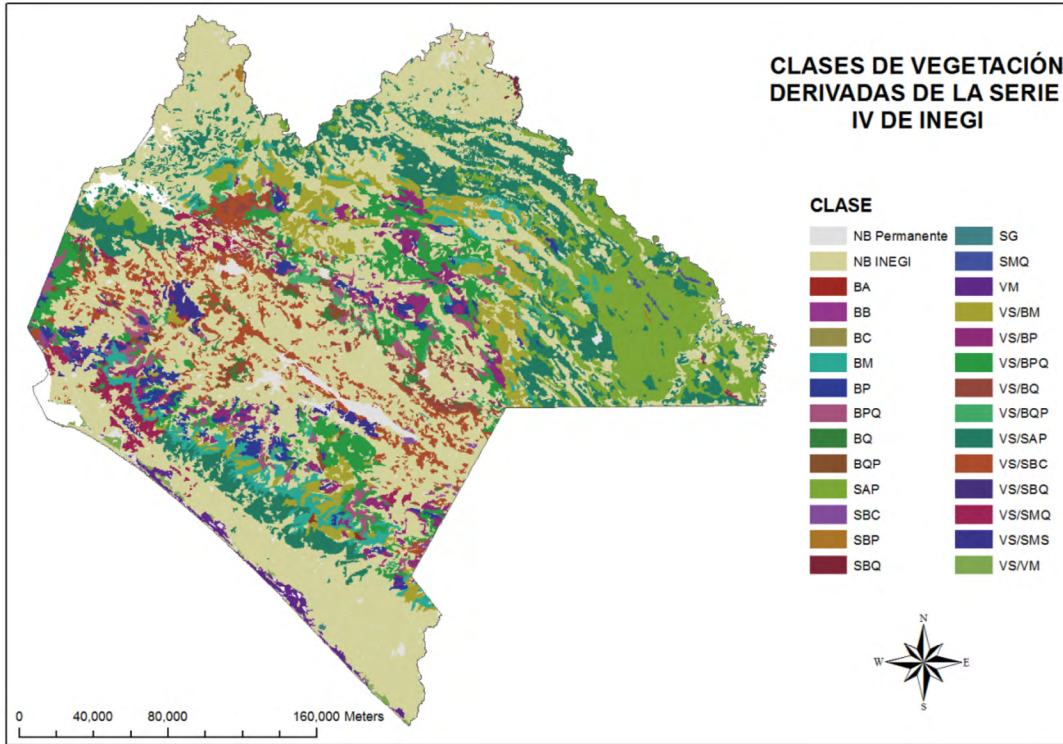 CLASES DE VEGETACIÓN
DERIVADAS DE LA SERIE
IV DE INEGI
CLASE
NB Permanente
NB INEGI
BA
BB
BC
BM
BP
BPQ
BQ
BQP
SAP
SBC
SBP
SBQ
SG
SMQ
VM
VS/BM
VS/BP
VS/BPQ
VS/BQ
VS/BQP
VS/SAP
VS/SBC
VS/SBQ
VS/SMQ
VS/SMS
VS/VM
N
W E
S
0 40,000 80,000 160,000 Meters